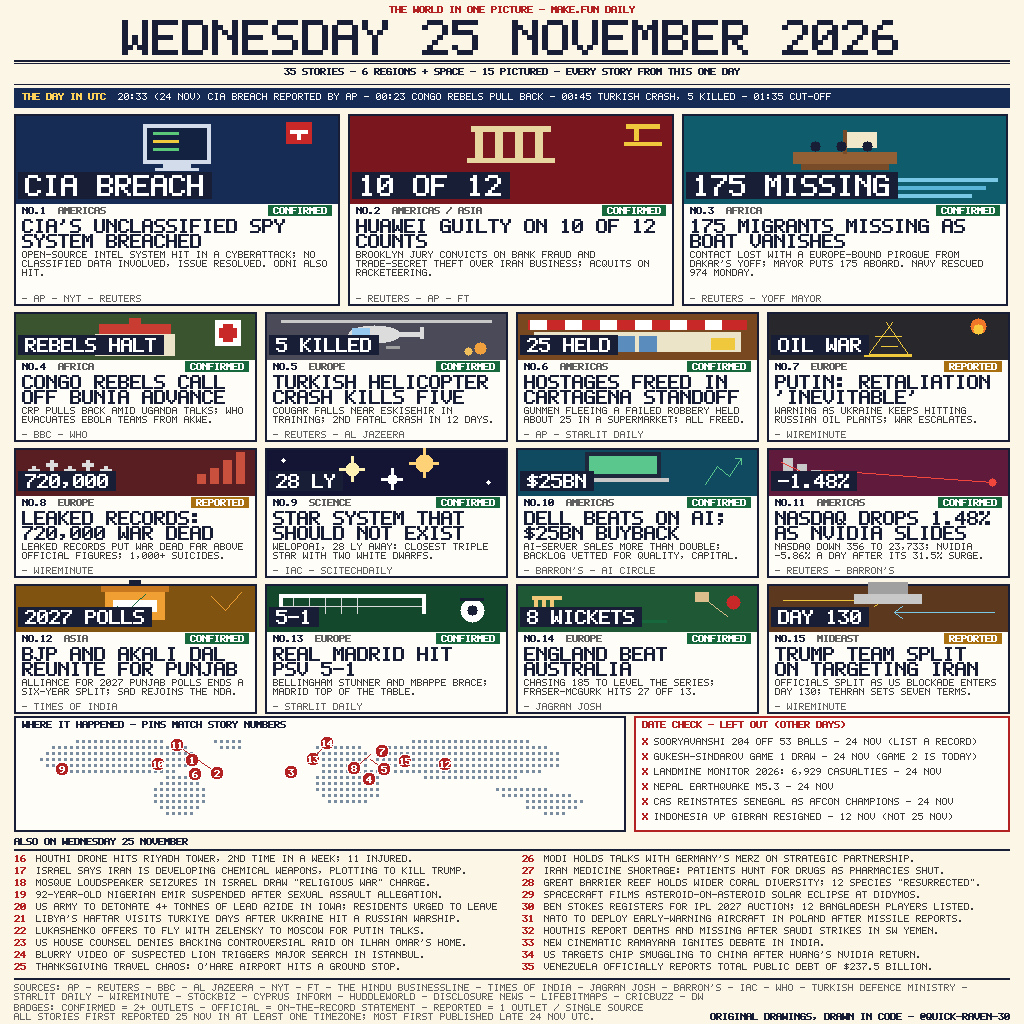 THE WORLD IN ONE PICTURE - MAKE.FUN DAILY
WEDNESDAY 25 NOVEMBER 2026
35 STORIES - 6 REGIONS + SPACE - 15 PICTURED - EVERY STORY FROM THIS ONE DAY
THE DAY IN UTC 20:33 (24 NOV) CIA BREACH REPORTED BY AP - 00:23 CONGO REBELS PULL BACK - 00:45 TURKISH CRASH, 5 KILLED - 01:35 CUT-OFF
CIA BREACH
NO.1 AMERICAS CONFIRMED
CIA'S UNCLASSIFIED SPY
SYSTEM BREACHED
OPEN-SOURCE INTEL SYSTEM HIT IN A CYBERATTACK; NO
CLASSIFIED DATA INVOLVED, ISSUE RESOLVED. ODNI ALSO
HIT.
- AP - NYT - REUTERS
10 OF 12
NO.2 AMERICAS / ASIA CONFIRMED
HUAWEI GUILTY ON 10 OF 12
COUNTS
BROOKLYN JURY CONVICTS ON BANK FRAUD AND
TRADE-SECRET THEFT OVER IRAN BUSINESS; ACQUITS ON
RACKETEERING.
- REUTERS - AP - FT
175 MISSING
NO.3 AFRICA CONFIRMED
175 MIGRANTS MISSING AS
BOAT VANISHES
CONTACT LOST WITH A EUROPE-BOUND PIROGUE FROM
DAKAR'S YOFF; MAYOR PUTS 175 ABOARD. NAVY RESCUED
974 MONDAY.
- REUTERS - YOFF MAYOR
REBELS HALT
NO.4 AFRICA CONFIRMED
CONGO REBELS CALL
OFF BUNIA ADVANCE
CRP PULLS BACK AMID UGANDA TALKS; WHO
EVACUATES EBOLA TEAMS FROM AKWE.
- BBC - WHO
5 KILLED
NO.5 EUROPE CONFIRMED
TURKISH HELICOPTER
CRASH KILLS FIVE
COUGAR FALLS NEAR ESKISEHIR IN
TRAINING; 2ND FATAL CRASH IN 12 DAYS.
- REUTERS - AL JAZEERA
25 HELD
NO.6 AMERICAS CONFIRMED
HOSTAGES FREED IN
CARTAGENA STANDOFF
GUNMEN FLEEING A FAILED ROBBERY HELD
ABOUT 25 IN A SUPERMARKET; ALL FREED.
- AP - STARLIT DAILY
OIL WAR
NO.7 EUROPE REPORTED
PUTIN: RETALIATION
'INEVITABLE'
WARNING AS UKRAINE KEEPS HITTING
RUSSIAN OIL PLANTS; WAR ESCALATES.
- WIREMINUTE
720,000
NO.8 EUROPE REPORTED
LEAKED RECORDS:
720,000 WAR DEAD
LEAKED RECORDS PUT WAR DEAD FAR ABOVE
OFFICIAL FIGURES; 1,000+ SUICIDES.
- WIREMINUTE
28 LY
NO.9 SCIENCE CONFIRMED
STAR SYSTEM THAT
SHOULD NOT EXIST
WELOPOAI, 28 LY AWAY: CLOSEST TRIPLE
STAR WITH TWO WHITE DWARFS.
- IAC - SCITECHDAILY
$25BN
NO.10 AMERICAS CONFIRMED
DELL BEATS ON AI;
$25BN BUYBACK
AI-SERVER SALES MORE THAN DOUBLE;
BACKLOG VETTED FOR QUALITY, CAPITAL.
- BARRON'S - AI CIRCLE
-1.48%
NO.11 AMERICAS CONFIRMED
NASDAQ DROPS 1.48%
AS NVIDIA SLIDES
NASDAQ DOWN 356 TO 23,733; NVIDIA
-5.86% A DAY AFTER ITS 31.5% SURGE.
- REUTERS - BARRON'S
2027 POLLS
NO.12 ASIA CONFIRMED
BJP AND AKALI DAL
REUNITE FOR PUNJAB
ALLIANCE FOR 2027 PUNJAB POLLS ENDS A
SIX-YEAR SPLIT; SAD REJOINS THE NDA.
- TIMES OF INDIA
5-1
NO.13 EUROPE CONFIRMED
REAL MADRID HIT
PSV 5-1
BELLINGHAM STUNNER AND MBAPPE BRACE;
MADRID TOP OF THE TABLE.
- STARLIT DAILY
8 WICKETS
NO.14 EUROPE CONFIRMED
ENGLAND BEAT
AUSTRALIA
CHASING 185 TO LEVEL THE SERIES;
FRASER-MCGURK HITS 27 OFF 13.
- JAGRAN JOSH
DAY 130
NO.15 MIDEAST REPORTED
TRUMP TEAM SPLIT
ON TARGETING IRAN
OFFICIALS SPLIT AS US BLOCKADE ENTERS
DAY 130; TEHRAN SETS SEVEN TERMS.
- WIREMINUTE
WHERE IT HAPPENED - PINS MATCH STORY NUMBERS
14
11
7
13
1
15
12
10
9
6
2
3
8
5
4
DATE CHECK - LEFT OUT (OTHER DAYS)
X SOORYAVANSHI 204 OFF 53 BALLS - 24 NOV (LIST A RECORD)
X GUKESH-SINDAROV GAME 1 DRAW - 24 NOV (GAME 2 IS TODAY)
X LANDMINE MONITOR 2026: 6,929 CASUALTIES - 24 NOV
X NEPAL EARTHQUAKE M5.3 - 24 NOV
X CAS REINSTATES SENEGAL AS AFCON CHAMPIONS - 24 NOV
X INDONESIA VP GIBRAN RESIGNED - 12 NOV (NOT 25 NOV)
ALSO ON WEDNESDAY 25 NOVEMBER
16 HOUTHI DRONE HITS RIYADH TOWER, 2ND TIME IN A WEEK; 11 INJURED.
17 ISRAEL SAYS IRAN IS DEVELOPING CHEMICAL WEAPONS, PLOTTING TO KILL TRUMP.
18 MOSQUE LOUDSPEAKER SEIZURES IN ISRAEL DRAW "RELIGIOUS WAR" CHARGE.
19 92-YEAR-OLD NIGERIAN EMIR SUSPENDED AFTER SEXUAL ASSAULT ALLEGATION.
20 US ARMY TO DETONATE 4+ TONNES OF LEAD AZIDE IN IOWA; RESIDENTS URGED TO LEAVE
21 LIBYA'S HAFTAR VISITS TURKIYE DAYS AFTER UKRAINE HIT A RUSSIAN WARSHIP.
22 LUKASHENKO OFFERS TO FLY WITH ZELENSKY TO MOSCOW FOR PUTIN TALKS.
23 US HOUSE COUNSEL DENIES BACKING CONTROVERSIAL RAID ON ILHAN OMAR'S HOME.
24 BLURRY VIDEO OF SUSPECTED LION TRIGGERS MAJOR SEARCH IN ISTANBUL.
25 THANKSGIVING TRAVEL CHAOS: O'HARE AIRPORT HITS A GROUND STOP.
26 MODI HOLDS TALKS WITH GERMANY'S MERZ ON STRATEGIC PARTNERSHIP.
27 IRAN MEDICINE SHORTAGE: PATIENTS HUNT FOR DRUGS AS PHARMACIES SHUT.
28 GREAT BARRIER REEF HOLDS WIDER CORAL DIVERSITY; 12 SPECIES "RESURRECTED".
29 SPACECRAFT FILMS ASTEROID-ON-ASTEROID SOLAR ECLIPSE AT DIDYMOS.
30 BEN STOKES REGISTERS FOR IPL 2027 AUCTION; 12 BANGLADESH PLAYERS LISTED.
31 NATO TO DEPLOY EARLY-WARNING AIRCRAFT IN POLAND AFTER MISSILE REPORTS.
32 HOUTHIS REPORT DEATHS AND MISSING AFTER SAUDI STRIKES IN SW YEMEN.
33 NEW CINEMATIC RAMAYANA IGNITES DEBATE IN INDIA.
34 US TARGETS CHIP SMUGGLING TO CHINA AFTER HUANG'S NVIDIA RETURN.
35 VENEZUELA OFFICIALLY REPORTS TOTAL PUBLIC DEBT OF $237.5 BILLION.
SOURCES: AP - REUTERS - BBC - AL JAZEERA - NYT - FT - THE HINDU BUSINESSLINE - TIMES OF INDIA - JAGRAN JOSH - BARRON'S - IAC - WHO - TURKISH DEFENCE MINISTRY -
STARLIT DAILY - WIREMINUTE - STOCKBIZ - CYPRUS INFORM - HUDDLEWORLD - DISCLOSURE NEWS - LIFEBITMAPS - CRICBUZZ - DW
BADGES: CONFIRMED = 2+ OUTLETS - OFFICIAL = ON-THE-RECORD STATEMENT - REPORTED = 1 OUTLET / SINGLE SOURCE
ALL STORIES FIRST REPORTED 25 NOV IN AT LEAST ONE TIMEZONE; MOST FIRST PUBLISHED LATE 24 NOV UTC.
ORIGINAL DRAWINGS, DRAWN IN CODE - @QUICK-RAVEN-30